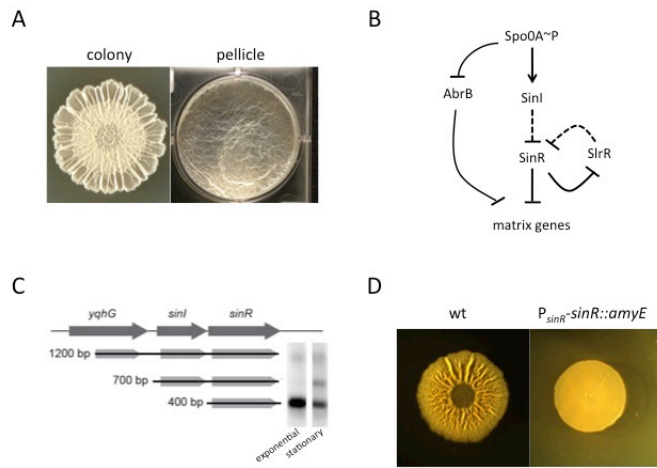 A
colony pellicle
B
Spo0A~P
AbrB
SinI
SinR SlrR
matrix genes
C
yqhG sinI sinR
1200 bp
700 bp
400 bp
exponential
stationary
D
wt PsinR-sinR::amyE